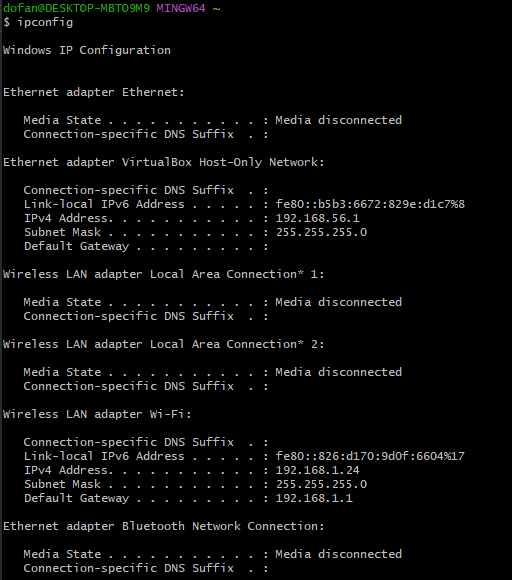 dofan@DESKTOP-MBTO9M9 MINGW64 ~
$ ipconfig
Windows IP Configuration
Ethernet adapter Ethernet:
Media State . . . . . . . . . . . : Media disconnected
Connection-specific DNS Suffix  . :
Ethernet adapter VirtualBox Host-Only Network:
Connection-specific DNS Suffix  . :
Link-local IPv6 Address . . . . . : fe80::b5b3:6672:829e:d1c7%8
IPv4 Address. . . . . . . . . . . : 192.168.56.1
Subnet Mask . . . . . . . . . . . : 255.255.255.0
Default Gateway . . . . . . . . . :
Wireless LAN adapter Local Area Connection* 1:
Media State . . . . . . . . . . . : Media disconnected
Connection-specific DNS Suffix  . :
Wireless LAN adapter Local Area Connection* 2:
Media State . . . . . . . . . . . : Media disconnected
Connection-specific DNS Suffix  . :
Wireless LAN adapter Wi-Fi:
Connection-specific DNS Suffix  . :
Link-local IPv6 Address . . . . . : fe80::826:d170:9d0f:6604%17
IPv4 Address. . . . . . . . . . . : 192.168.1.24
Subnet Mask . . . . . . . . . . . : 255.255.255.0
Default Gateway . . . . . . . . . : 192.168.1.1
Ethernet adapter Bluetooth Network Connection:
Media State . . . . . . . . . . . : Media disconnected
Connection-specific DNS Suffix  . :